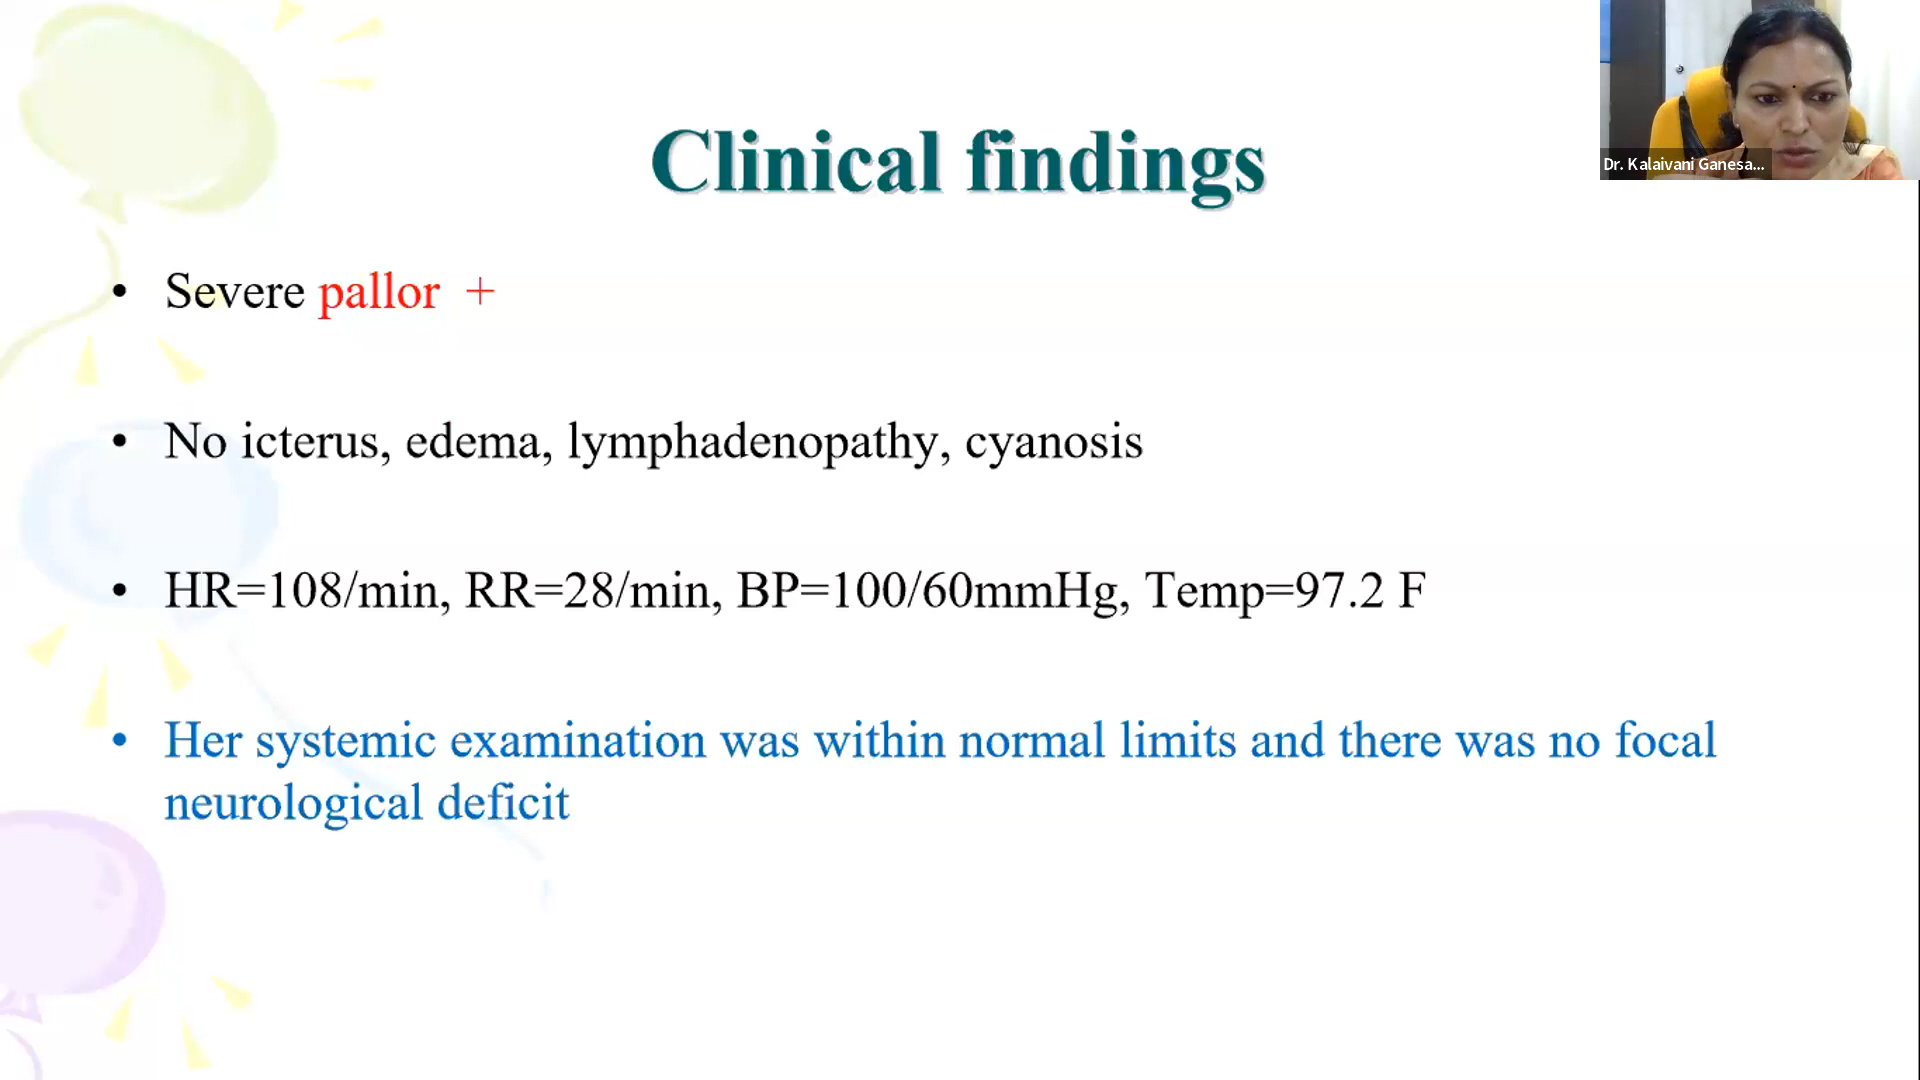 Clinical findings
Dr. Kalaivani Ganesa...
• Severe pallor +
• No icterus, edema, lymphadenopathy, cyanosis
• HR=108/min, RR=28/min, BP=100/60mmHg, Temp=97.2 F
• Her systemic examination was within normal limits and there was no focal
neurological deficit